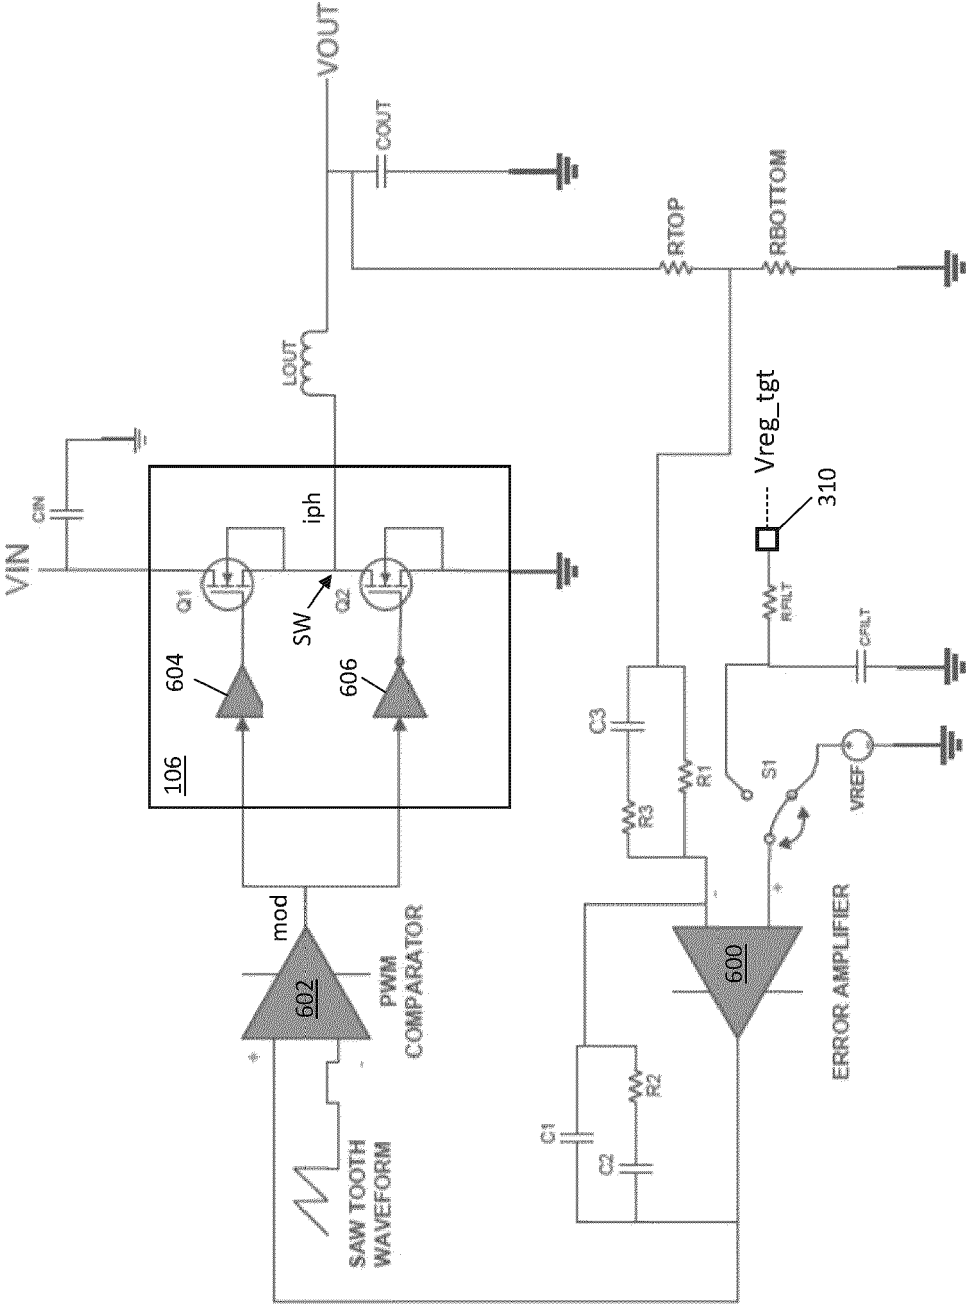 VIN
CIN
VOUT
COUT
LOUT
Q1
iph
SW
Q2
604
606
106
mod
602
+
-
PWM
COMPARATOR
SAW TOOTH
WAVEFORM
RTOP
RBOTTOM
Vreg_tgt
310
RFILT
CFILT
C3
R3
R1
S1
VREF
-
+
600
ERROR AMPLIFIER
C1
C2
R2